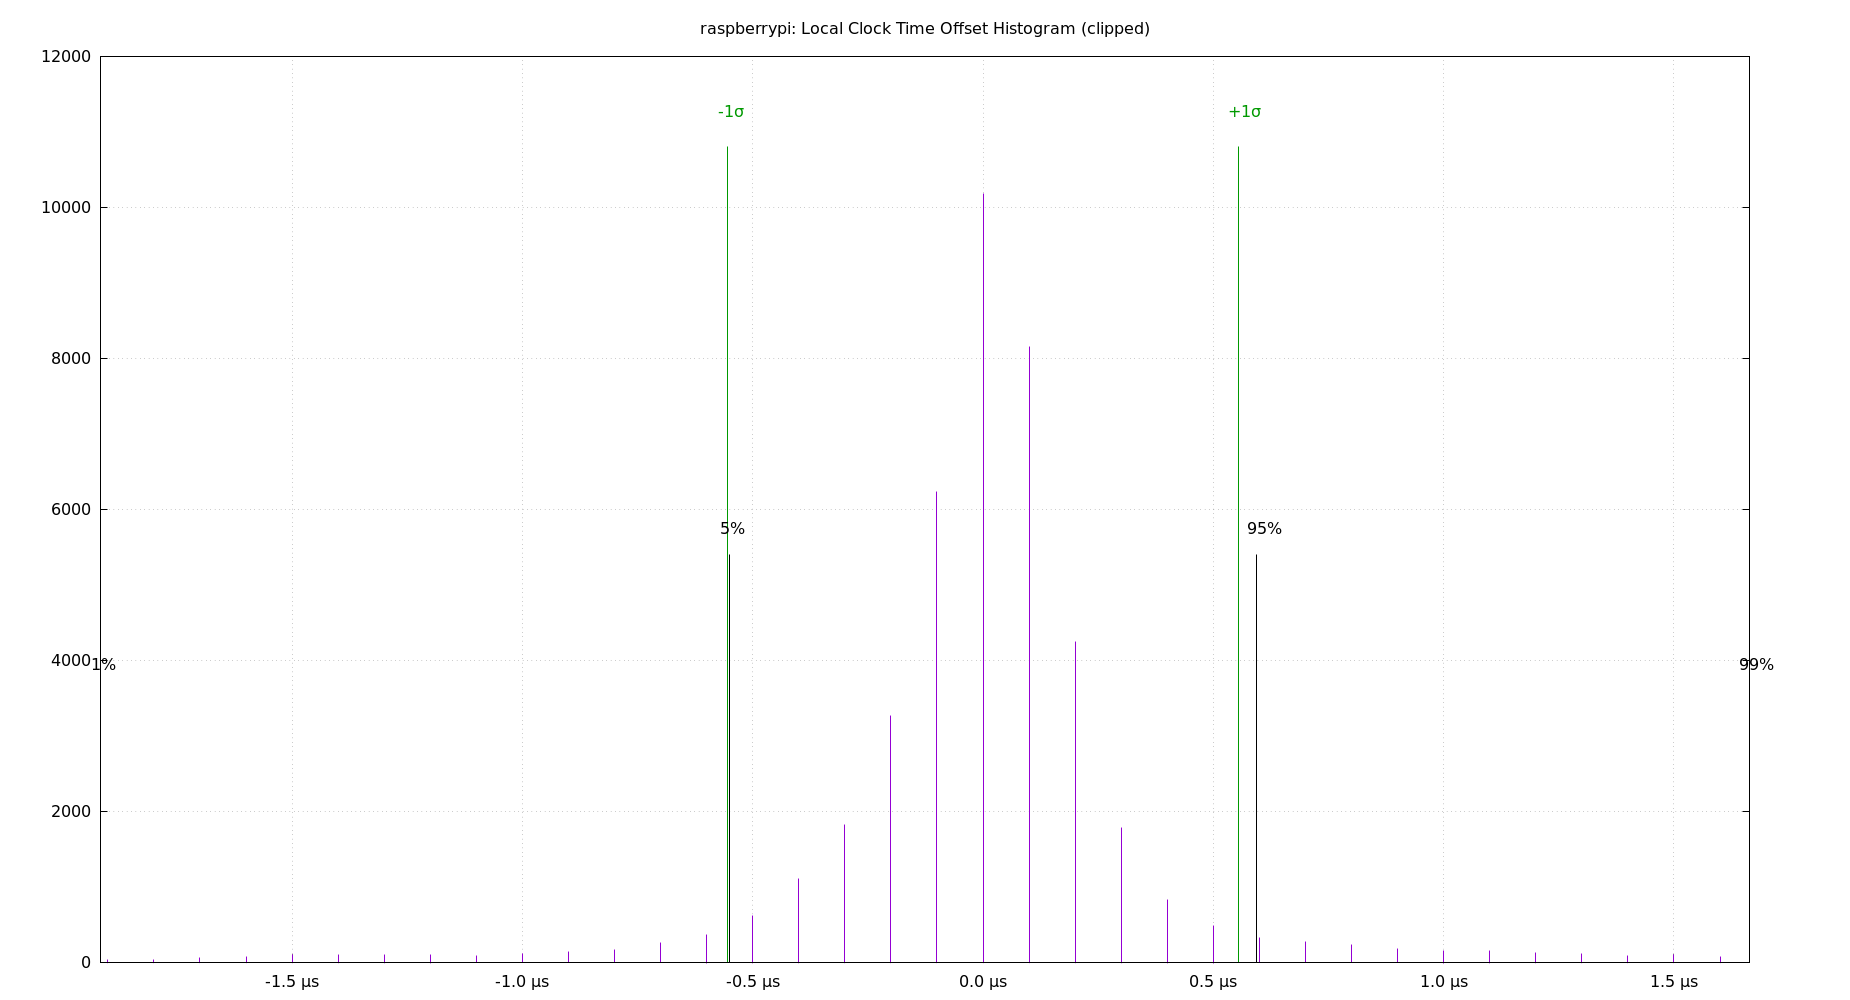 raspberrypi: Local Clock Time Offset Histogram (clipped)
12000
-1σ +1σ
10000
8000
6000
5% 95%
4000 1% 99%
2000
0
-1.5 μs -1.0 μs -0.5 μs 0.0 μs 0.5 μs 1.0 μs 1.5 μs